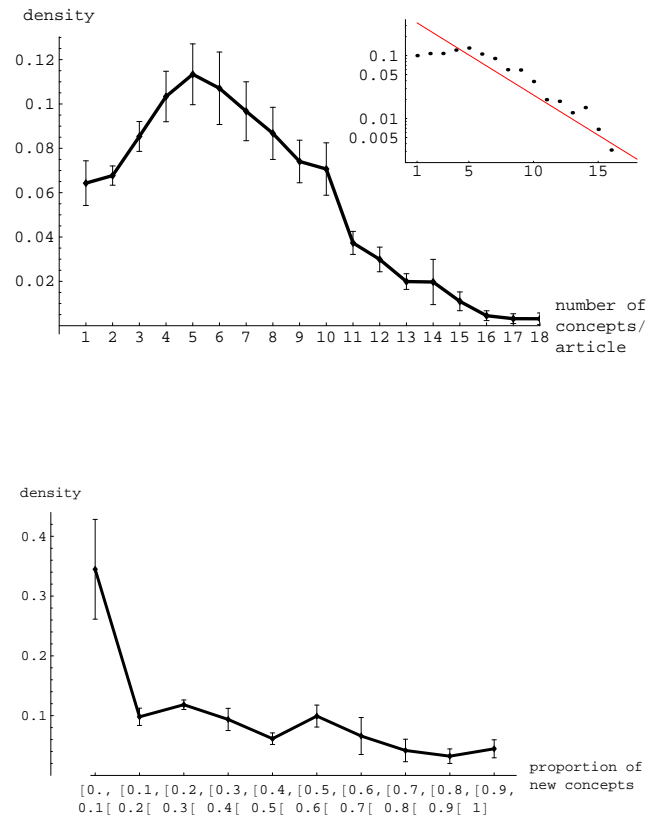 density
0.12
0.1
0.08
0.06
0.04
0.02
1 2 3 4 5 6 7 8 9 10 11 12 13 14 15 16 17 18
number of
concepts/
article
0.1
0.05
0.01
0.005
1 5 10 15
density
0.4
0.3
0.2
0.1
[0., [0.1, [0.2, [0.3, [0.4, [0.5, [0.6, [0.7, [0.8, [0.9,
0.1[ 0.2[ 0.3[ 0.4[ 0.5[ 0.6[ 0.7[ 0.8[ 0.9[ 1]
proportion of
new concepts